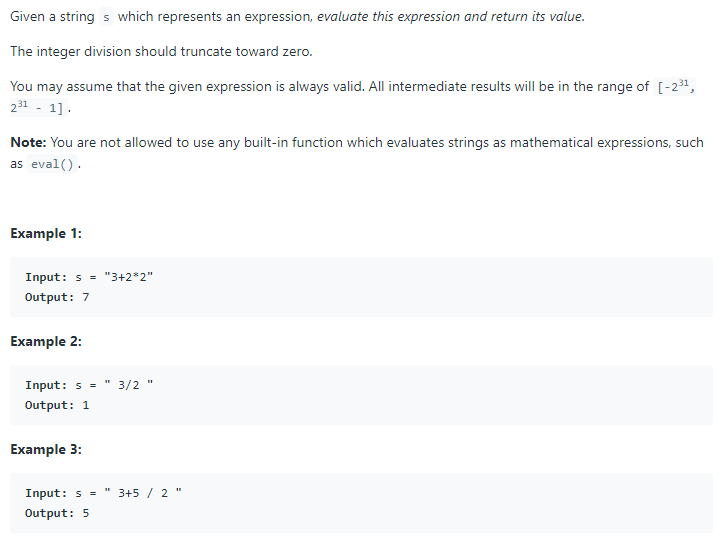 Given a string s which represents an expression, evaluate this expression and return its value.
The integer division should truncate toward zero.
You may assume that the given expression is always valid. All intermediate results will be in the range of [-2³¹,
2³¹ - 1].
Note: You are not allowed to use any built-in function which evaluates strings as mathematical expressions, such
as eval().
Example 1:
Input: s = "3+2*2"
Output: 7
Example 2:
Input: s = " 3/2 "
Output: 1
Example 3:
Input: s = " 3+5 / 2 "
Output: 5